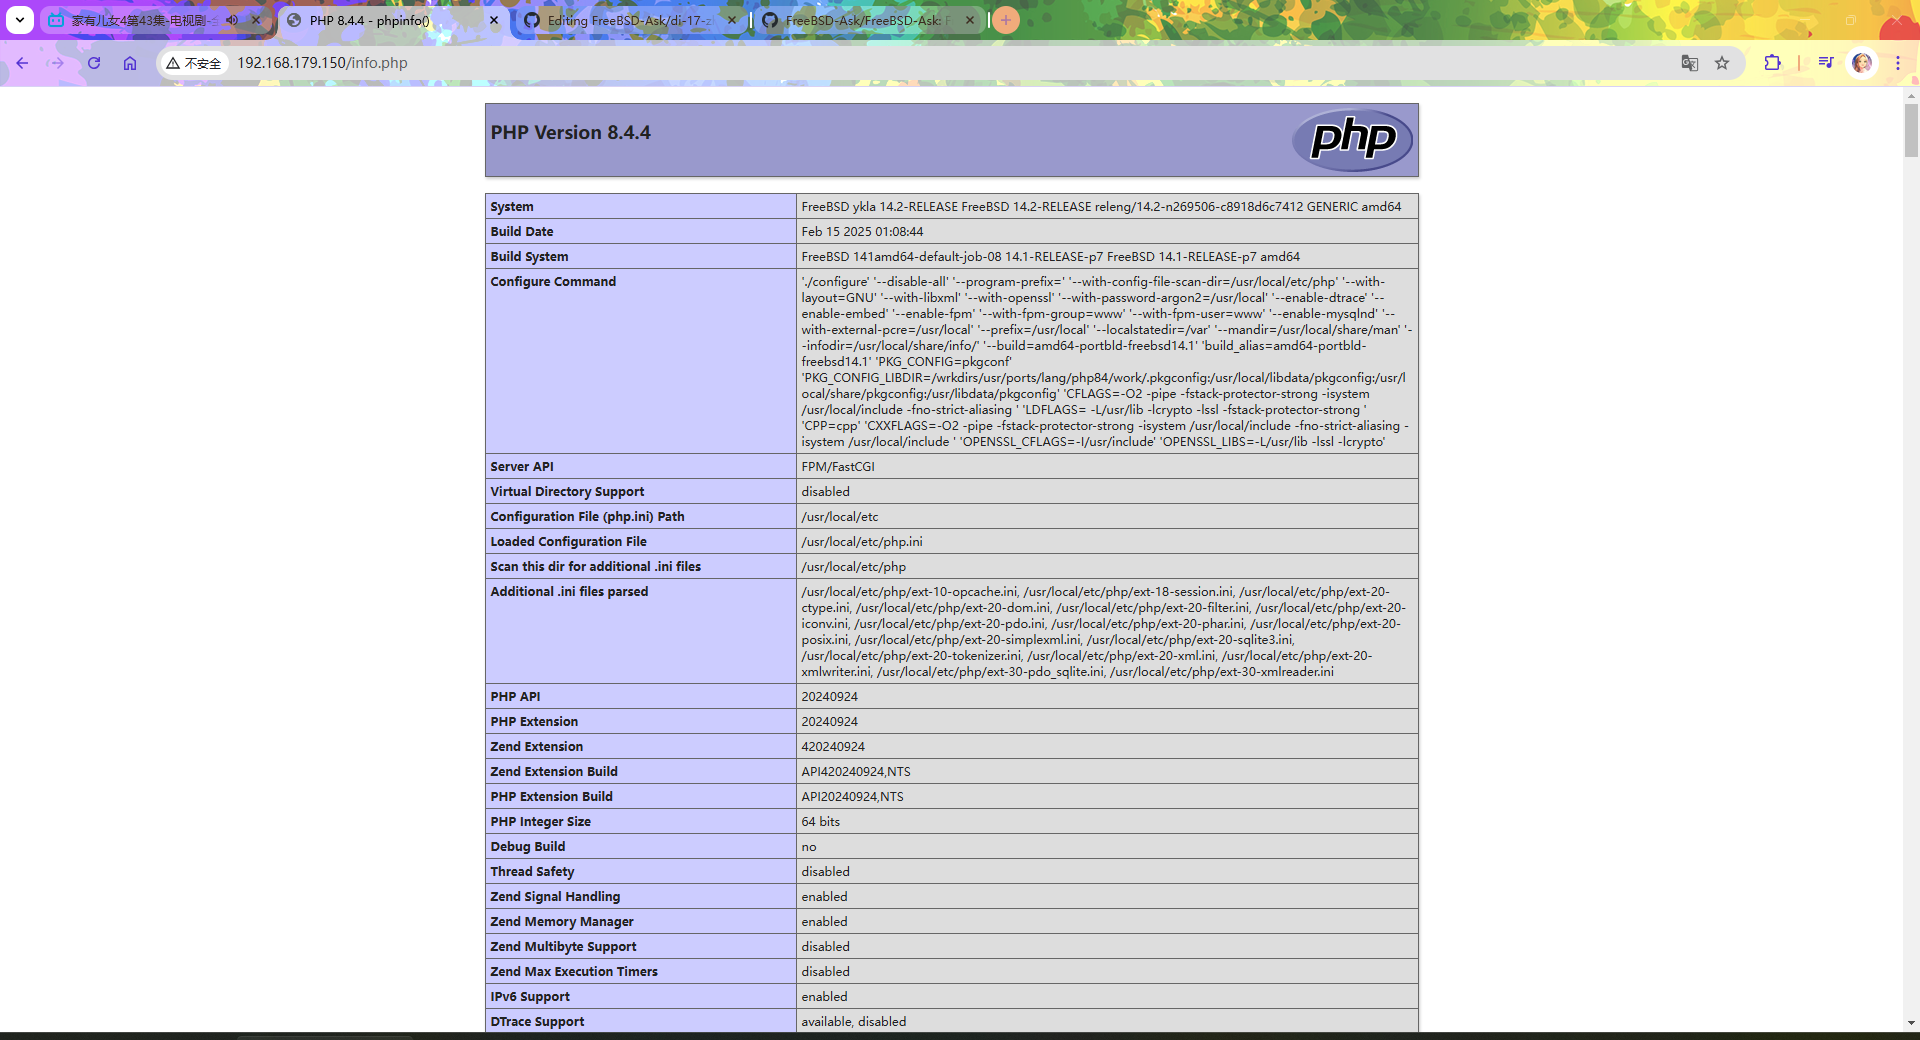 家有儿女4第43集-电视剧-
PHP 8.4.4 - phpinfo()
Editing FreeBSD-Ask/di-17-z
FreeBSD-Ask/FreeBSD-Ask:
不安全
192.168.179.150/info.php
PHP Version 8.4.4
php
System FreeBSD ykla 14.2-RELEASE FreeBSD 14.2-RELEASE releng/14.2-n269506-c8918d6c7412 GENERIC amd64
Build Date Feb 15 2025 01:08:44
Build System FreeBSD 141amd64-default-job-08 14.1-RELEASE-p7 FreeBSD 14.1-RELEASE-p7 amd64
Configure Command './configure' '--disable-all' '--program-prefix=' '--with-config-file-scan-dir=/usr/local/etc/php' '--with-
layout=GNU' '--with-libxml' '--with-openssl' '--with-password-argon2=/usr/local' '--enable-dtrace' '--
enable-embed' '--enable-fpm' '--with-fpm-group=www' '--with-fpm-user=www' '--enable-mysqlnd' '--
with-external-pcre=/usr/local' '--prefix=/usr/local' '--localstatedir=/var' '--mandir=/usr/local/share/man' '-
-infodir=/usr/local/share/info/' '--build=amd64-portbld-freebsd14.1' 'build_alias=amd64-portbld-
freebsd14.1' 'PKG_CONFIG=pkgconf'
'PKG_CONFIG_LIBDIR=/wrkdirs/usr/ports/lang/php84/work/.pkgconfig:/usr/local/libdata/pkgconfig:/usr/l
ocal/share/pkgconfig:/usr/libdata/pkgconfig' 'CFLAGS=-O2 -pipe -fstack-protector-strong -isystem
/usr/local/include -fno-strict-aliasing ' 'LDFLAGS= -L/usr/lib -lcrypto -lssl -fstack-protector-strong '
'CPP=cpp' 'CXXFLAGS=-O2 -pipe -fstack-protector-strong -isystem /usr/local/include -fno-strict-aliasing -
isystem /usr/local/include ' 'OPENSSL_CFLAGS=-I/usr/include' 'OPENSSL_LIBS=-L/usr/lib -lssl -lcrypto'
Server API FPM/FastCGI
Virtual Directory Support disabled
Configuration File (php.ini) Path /usr/local/etc
Loaded Configuration File /usr/local/etc/php.ini
Scan this dir for additional .ini files /usr/local/etc/php
Additional .ini files parsed /usr/local/etc/php/ext-10-opcache.ini, /usr/local/etc/php/ext-18-session.ini, /usr/local/etc/php/ext-20-
ctype.ini, /usr/local/etc/php/ext-20-dom.ini, /usr/local/etc/php/ext-20-filter.ini, /usr/local/etc/php/ext-20-
iconv.ini, /usr/local/etc/php/ext-20-pdo.ini, /usr/local/etc/php/ext-20-phar.ini, /usr/local/etc/php/ext-20-
posix.ini, /usr/local/etc/php/ext-20-simplexml.ini, /usr/local/etc/php/ext-20-sqlite3.ini,
/usr/local/etc/php/ext-20-tokenizer.ini, /usr/local/etc/php/ext-20-xml.ini, /usr/local/etc/php/ext-20-
xmlwriter.ini, /usr/local/etc/php/ext-30-pdo_sqlite.ini, /usr/local/etc/php/ext-30-xmlreader.ini
PHP API 20240924
PHP Extension 20240924
Zend Extension 420240924
Zend Extension Build API420240924,NTS
PHP Extension Build API20240924,NTS
PHP Integer Size 64 bits
Debug Build no
Thread Safety disabled
Zend Signal Handling enabled
Zend Memory Manager enabled
Zend Multibyte Support disabled
Zend Max Execution Timers disabled
IPv6 Support enabled
DTrace Support available, disabled